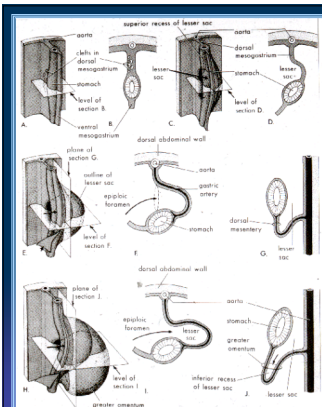 superior recess of lesser sac
aorta
clefts in
dorsal
mesogastrium
stomach
level of
section B.
ventral
mesogastrium
A.
B.
lesser
sac
aorta
dorsal
mesogastrium
stomach
lesser
sac
level of
section D.
C.
D.
plane of
section G.
outline of
lesser sac
level of
section F.
E.
dorsal abdominal wall
aorta
gastric
artery
epiploic
foramen
stomach
F.
dorsal
mesentery
lesser
sac
G.
plane of
section J.
level of
section I
greater omentum
H.
dorsal abdominal wall
epiploic
foramen
lesser
sac
I.
aorta
stomach
greater
omentum
inferior recess
of lesser sac
lesser sac
J.